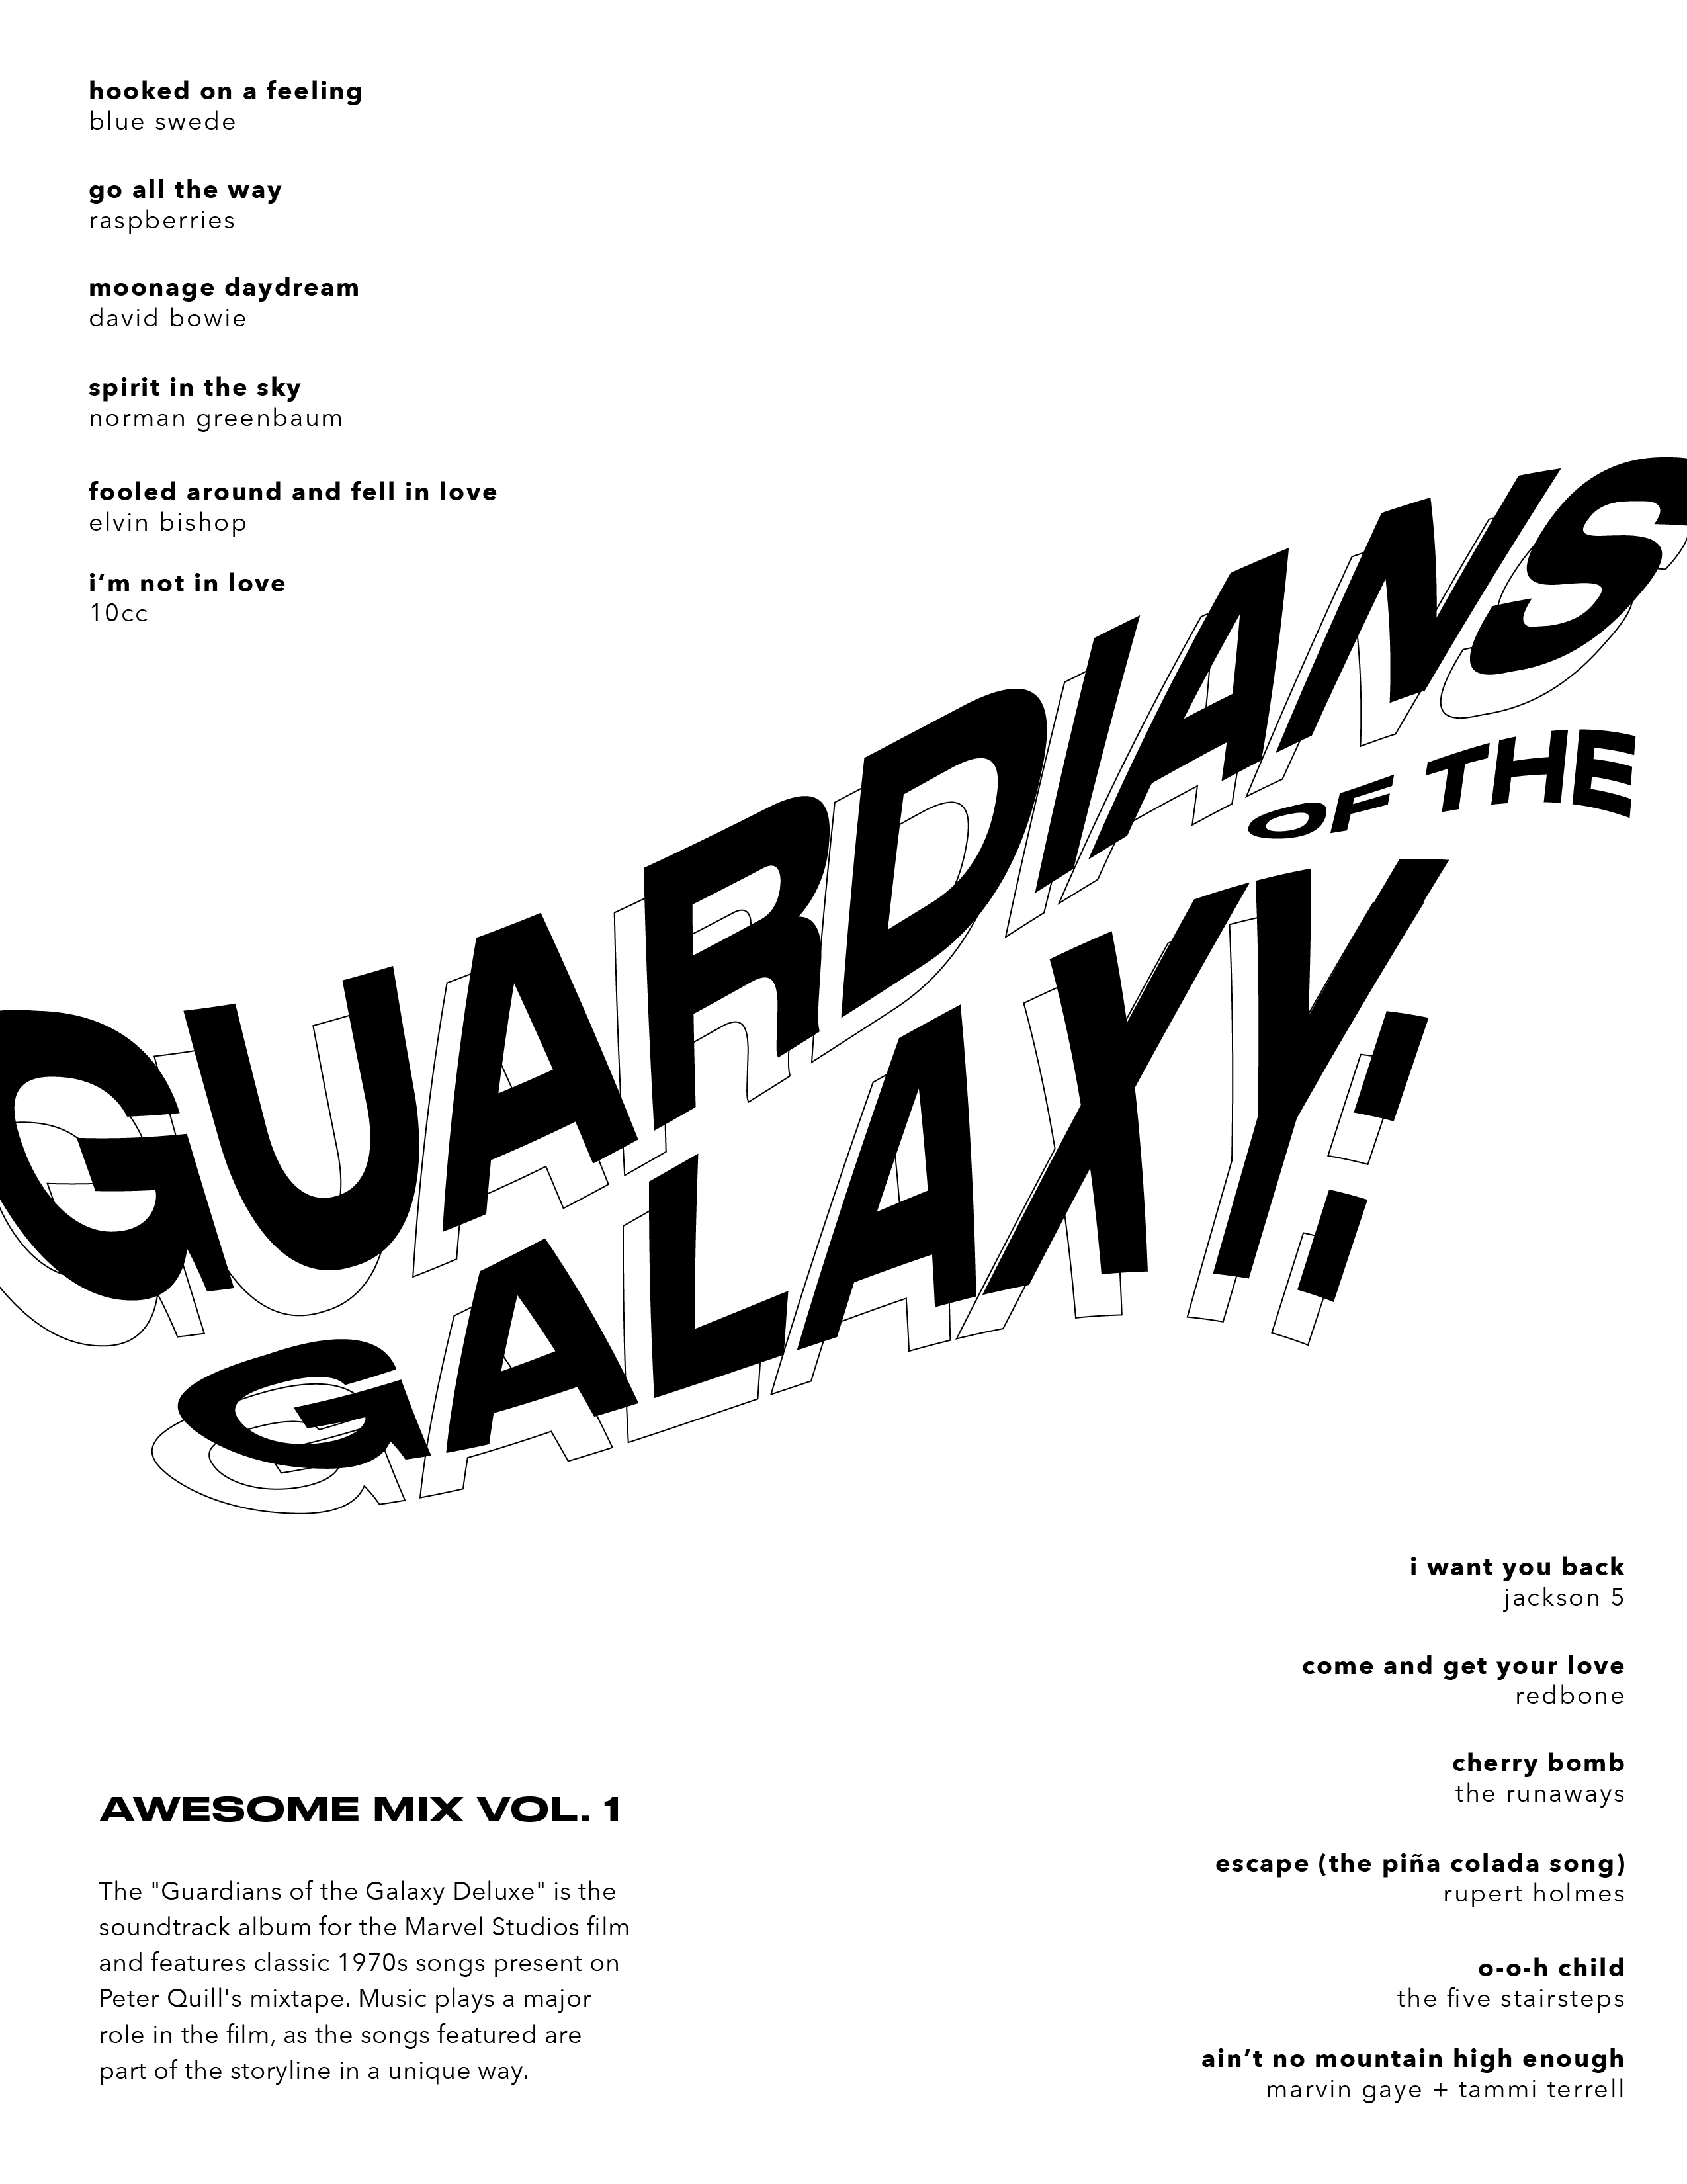 hooked on a feeling
blue swede
go all the way
raspberries
moonage daydream
david bowie
spirit in the sky
norman greenbaum
fooled around and fell in love
elvin bishop
i’m not in love
10cc
GUARDIANS
OF THE
GALAXY:
i want you back
jackson 5
come and get your love
redbone
cherry bomb
the runaways
escape (the piña colada song)
rupert holmes
o-o-h child
the five stairsteps
ain’t no mountain high enough
marvin gaye + tammi terrell
AWESOME MIX VOL. 1
The "Guardians of the Galaxy Deluxe" is the
soundtrack album for the Marvel Studios film
and features classic 1970s songs present on
Peter Quill's mixtape. Music plays a major
role in the film, as the songs featured are
part of the storyline in a unique way.